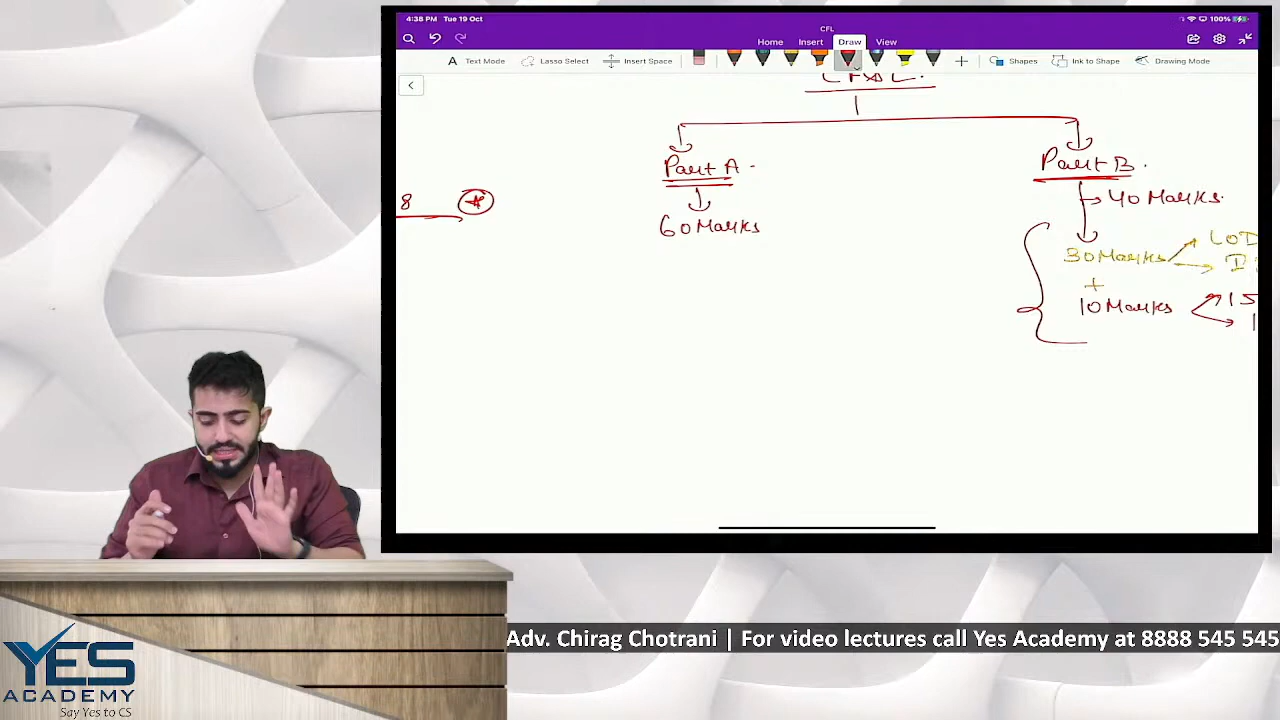 4:38 PM Tue 19 Oct
100%
CFL
Home Insert Draw View
A Text Mode Lasso Select Insert Space Shapes Ink to Shape Drawing Mode
Part A
Part B.
8
60 Marks
40 Marks.
30 Marks
+
10 Marks
Adv. Chirag Chotrani | For video lectures call Yes Academy at 8888 545 545
YES
ACADEMY
Say Yes to CS